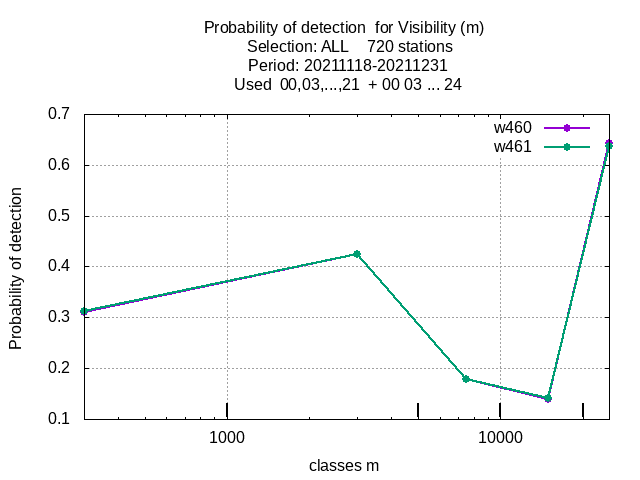 Probability of detection  for Visibility (m)
Selection: ALL    720 stations
Period: 20211118-20211231
Used  00,03,...,21  + 00 03 ... 24
w460
w461
0.7
0.6
0.5
0.4
0.3
0.2
0.1
Probability of detection
1000
10000
classes m